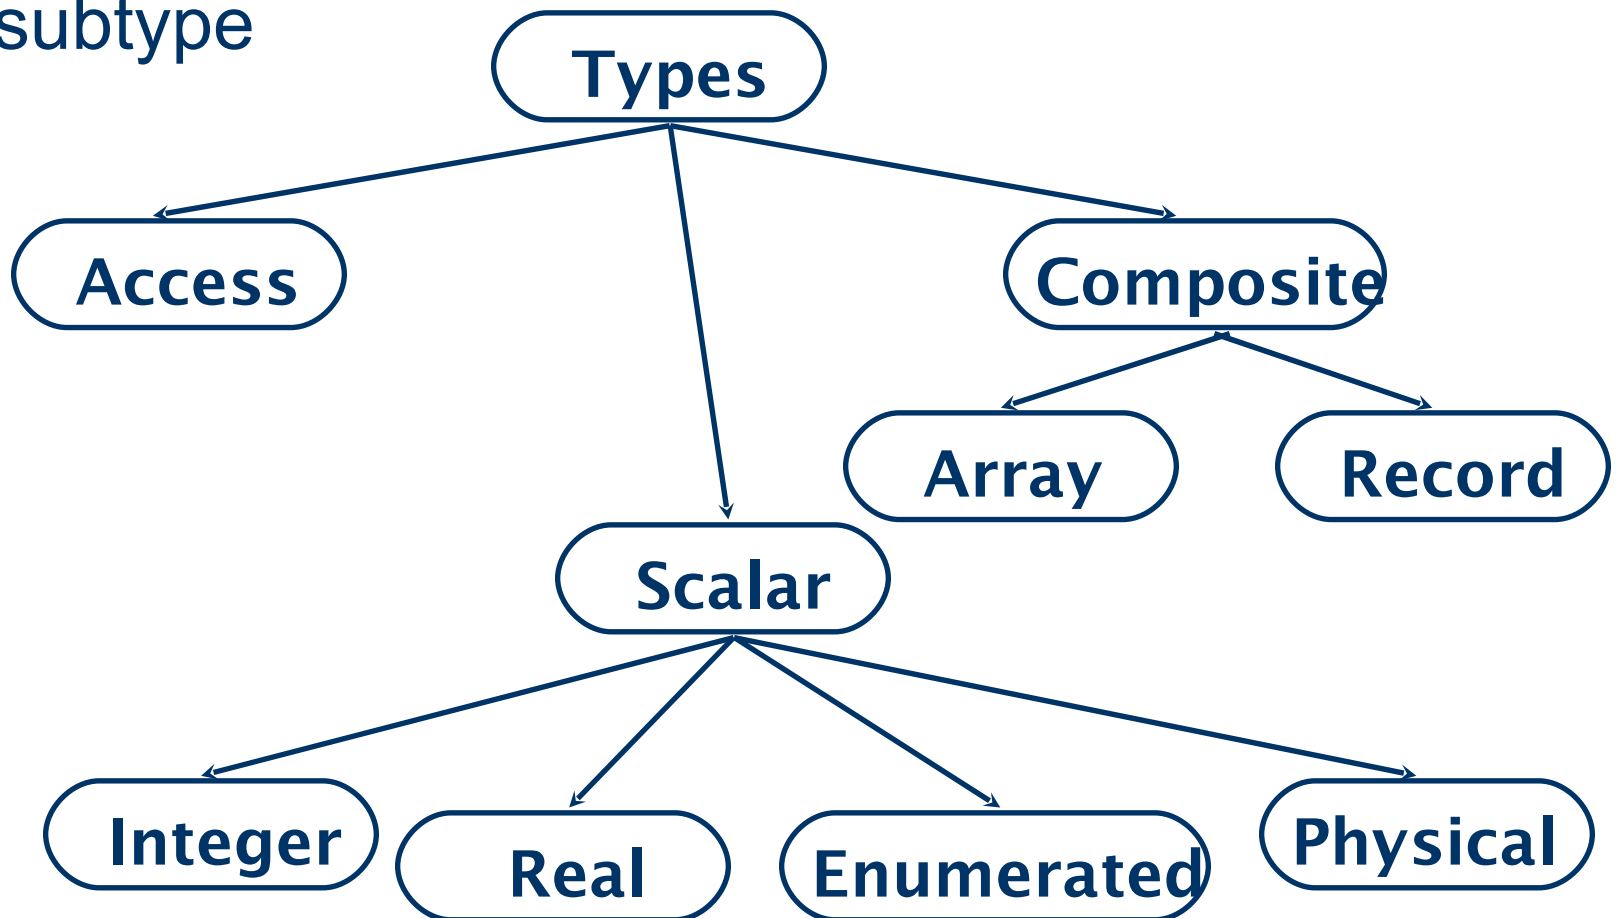 subtype
Types
Access
Composite
Array
Record
Scalar
Integer
Real
Enumerated
Physical